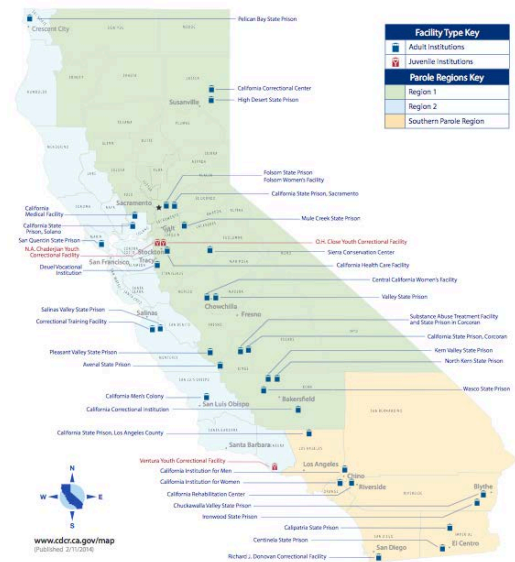 Pelican Bay State Prison
Crescent City
Facility Type Key
Adult Institutions
Juvenile Institutions
Parole Regions Key
Region 1
Region 2
Southern Parole Region
California Correctional Center
High Desert State Prison
Susanville
Folsom State Prison
Folsom Women's Facility
California State Prison, Sacramento
Sacramento
California
Medical Facility
California State
Prison, Solano
Mule Creek State Prison
San Quentin State Prison
N.A. Chaderjian Youth
Correctional Facility
O.H. Close Youth Correctional Facility
Sierra Conservation Center
Stockton
San Francisco
Tracy
California Health Care Facility
Deuel Vocational
Institution
Central California Women's Facility
Valley State Prison
Chowchilla
Fresno
Salinas Valley State Prison
Salinas
Correctional Training Facility
Substance Abuse Treatment Facility
and State Prison in Corcoran
California State Prison, Corcoran
Pleasant Valley State Prison
Kern Valley State Prison
Avenal State Prison
North Kern State Prison
Wasco State Prison
California Men's Colony
San Luis Obispo
Bakersfield
California Correctional Institution
California State Prison, Los Angeles County
Santa Barbara
Ventura Youth Correctional Facility
Los Angeles
California Institution for Men
Chino
California Institution for Women
Riverside
California Rehabilitation Center
Blythe
Chuckawalla Valley State Prison
Ironwood State Prison
Calipatria State Prison
Centinela State Prison
El Centro
San Diego
Richard J. Donovan Correctional Facility
N
W
E
S
www.cdcr.ca.gov/map
(Published 2/11/2014)